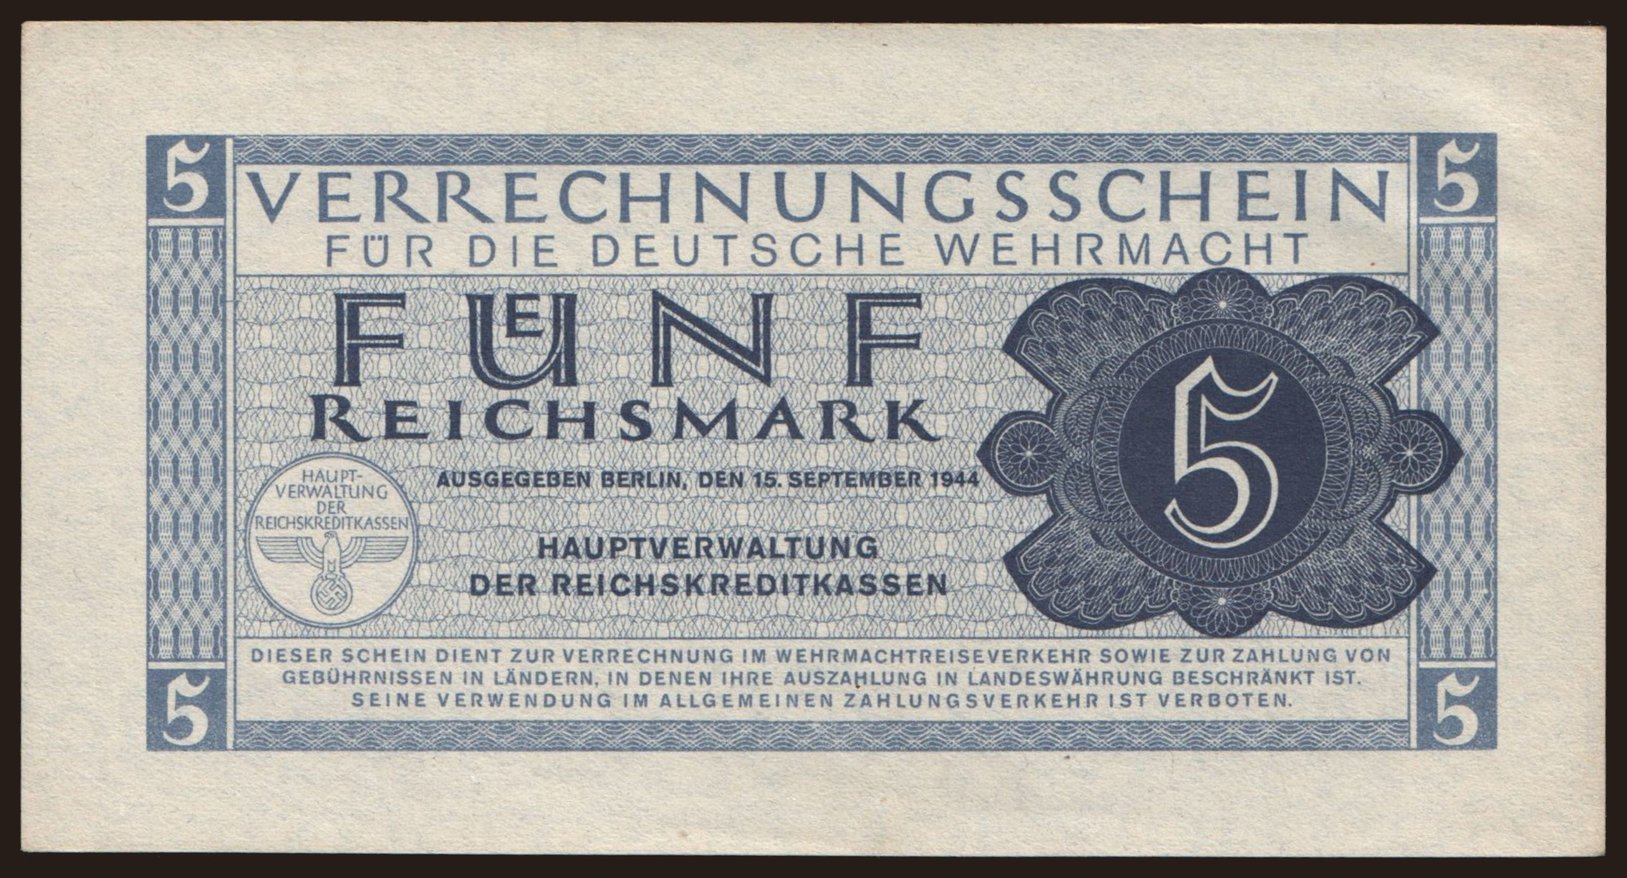 5
5
VERRECHNUNGSSCHEIN
FÜR DIE DEUTSCHE WEHRMACHT
FUENF
REICHSMARK
5
AUSGEGEBEN BERLIN, DEN 15. SEPTEMBER 1944
HAUPT-
VERWALTUNG
DER
REICHSKREDITKASSEN
HAUPTVERWALTUNG
DER REICHSKREDITKASSEN
DIESER SCHEIN DIENT ZUR VERRECHNUNG IM WEHRMACHTREISEVERKEHR SOWIE ZUR ZAHLUNG VON
GEBÜHRNISSEN IN LÄNDERN, IN DENEN IHRE AUSZAHLUNG IN LANDESWÄHRUNG BESCHRÄNKT IST.
SEINE VERWENDUNG IM ALLGEMEINEN ZAHLUNGSVERKEHR IST VERBOTEN.
5
5